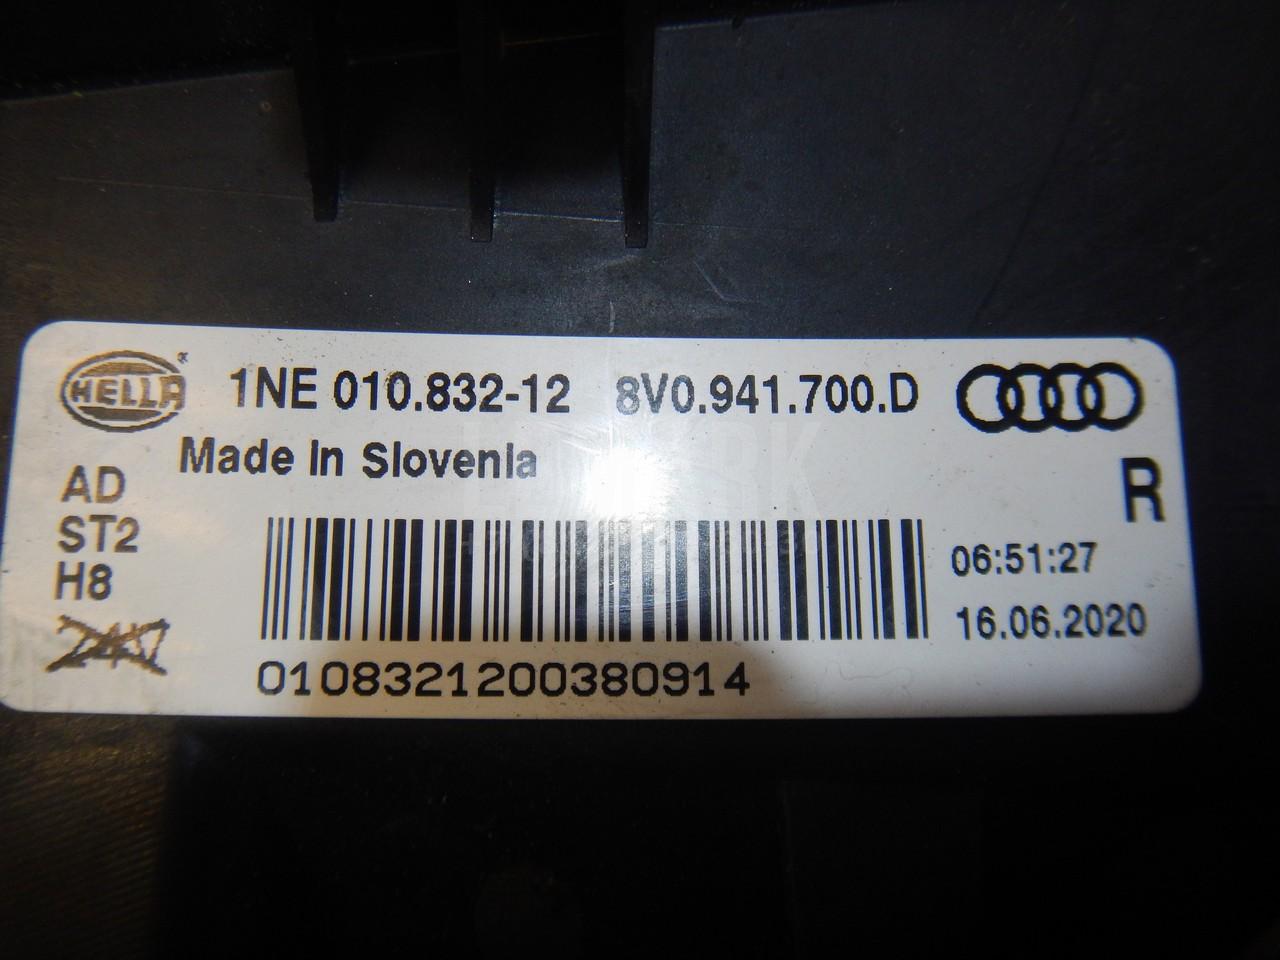 HELLA 1NE 010.832-12 8V0.941.700.D
Made In Slovenia
R
AD
ST2
H8
06:51:27
16.06.2020
0108321200380914